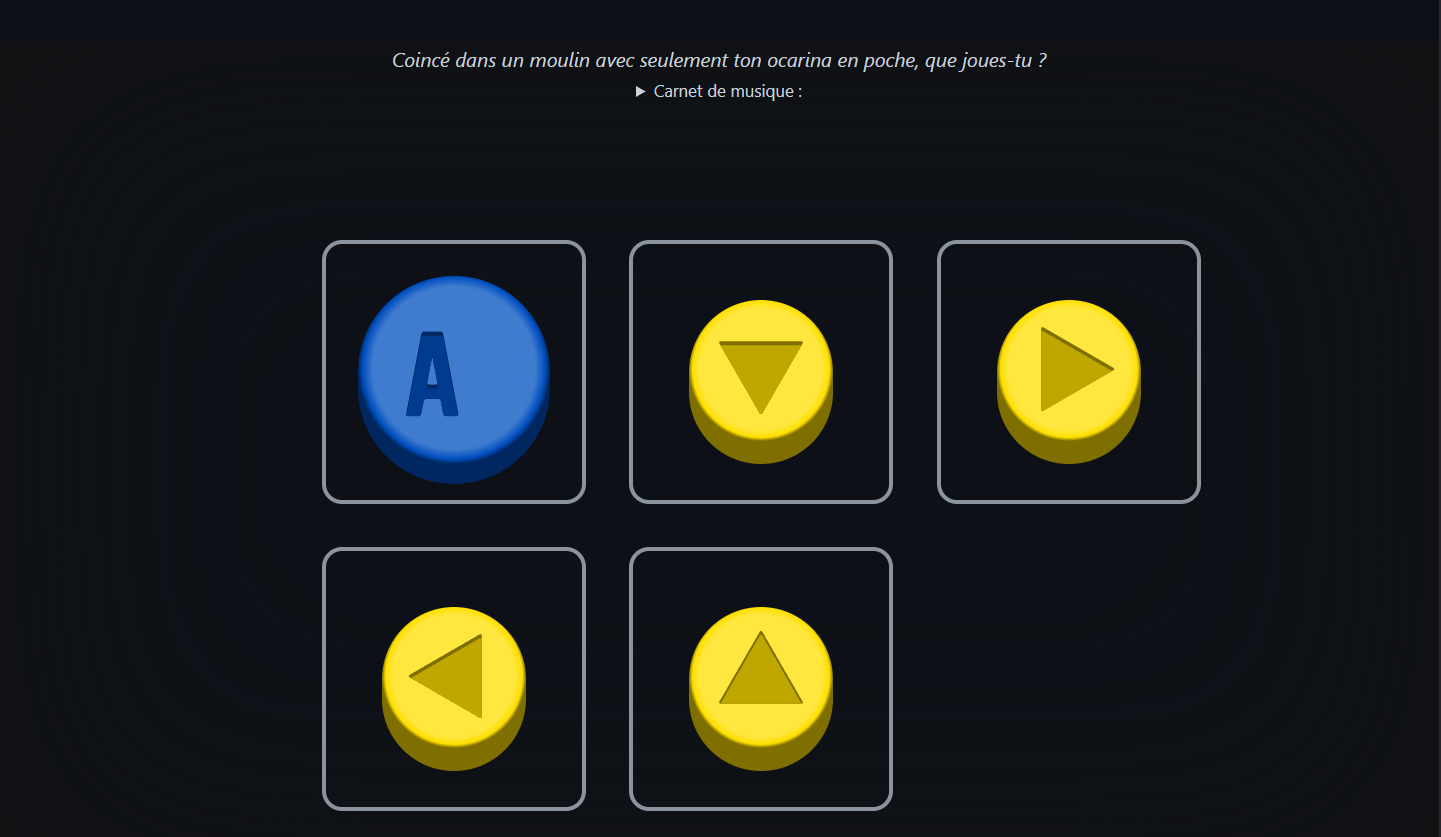 Coincé dans un moulin avec seulement ton ocarina en poche, que joues-tu ?
Carnet de musique :
A